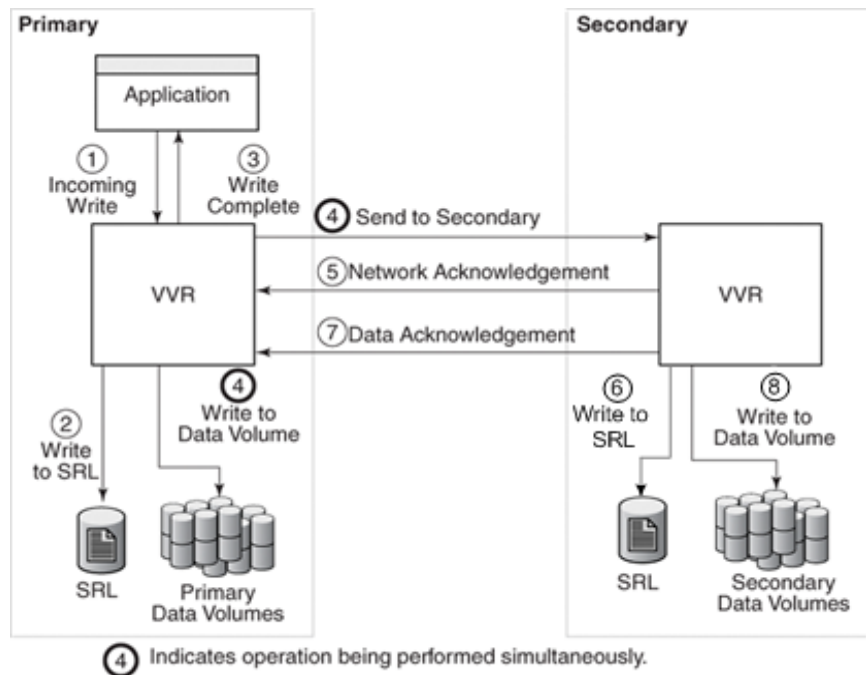 Primary
Secondary
Application
1
Incoming
Write
3
Write
Complete
4 Send to Secondary
VVR
VVR
5 Network Acknowledgement
7 Data Acknowledgement
2
Write
to SRL
4
Write to
Data Volume
6
Write to
SRL
8
Write to
Data Volume
SRL
Primary
Data Volumes
SRL
Secondary
Data Volumes
4 Indicates operation being performed simultaneously.